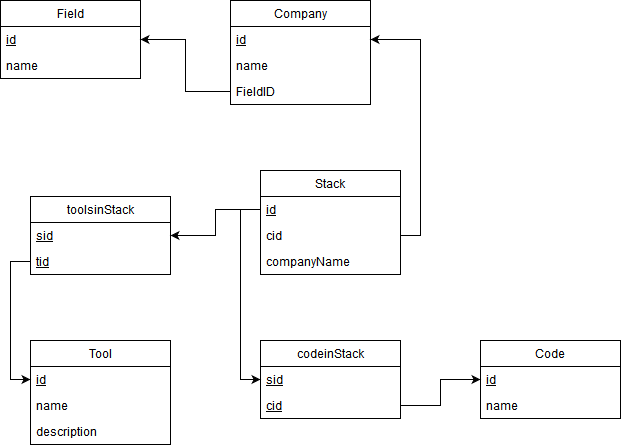 Field
id
name
Company
id
name
FieldID
Stack
id
cid
companyName
toolsinStack
sid
tid
Tool
id
name
description
codeinStack
sid
cid
Code
id
name